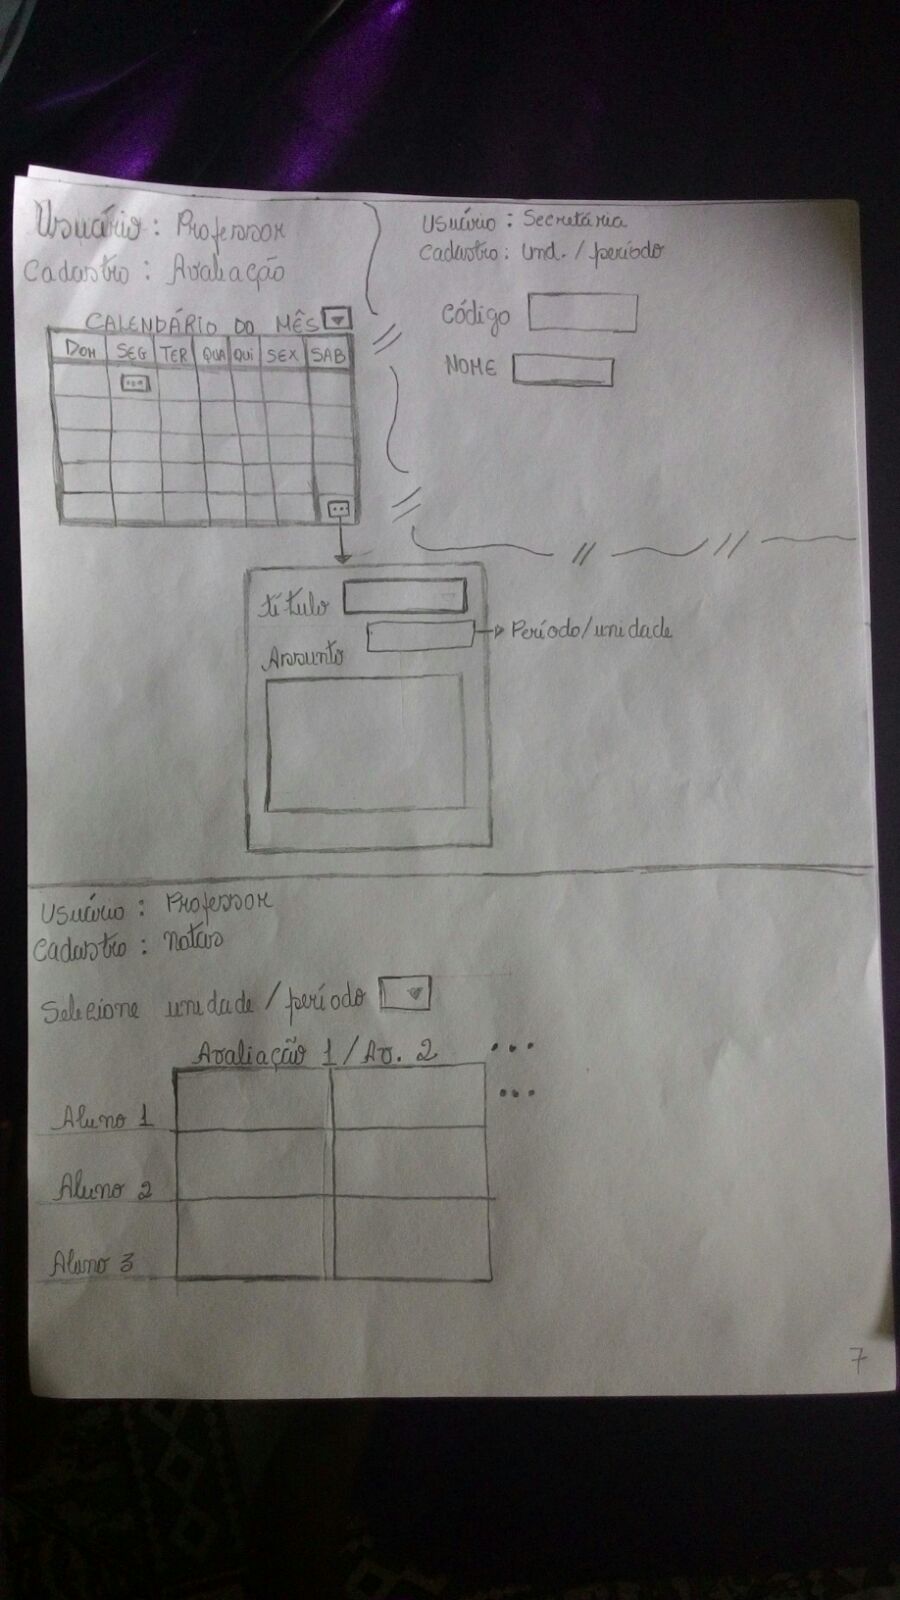 Usuário : Professor
Cadastro : Avaliação
CALENDÁRIO DO MÊS
DOM SEG TER QUA QUI SEX SAB
...
...
título
Período/unidade
Assunto
Usuário : Secretária
Cadastro : Und. / período
Código
NOME
Usuário : Professor
Cadastro : notas
Selecione unidade / período
Avaliação 1 / Av. 2 ...
...
Aluno 1
Aluno 2
Aluno 3
7